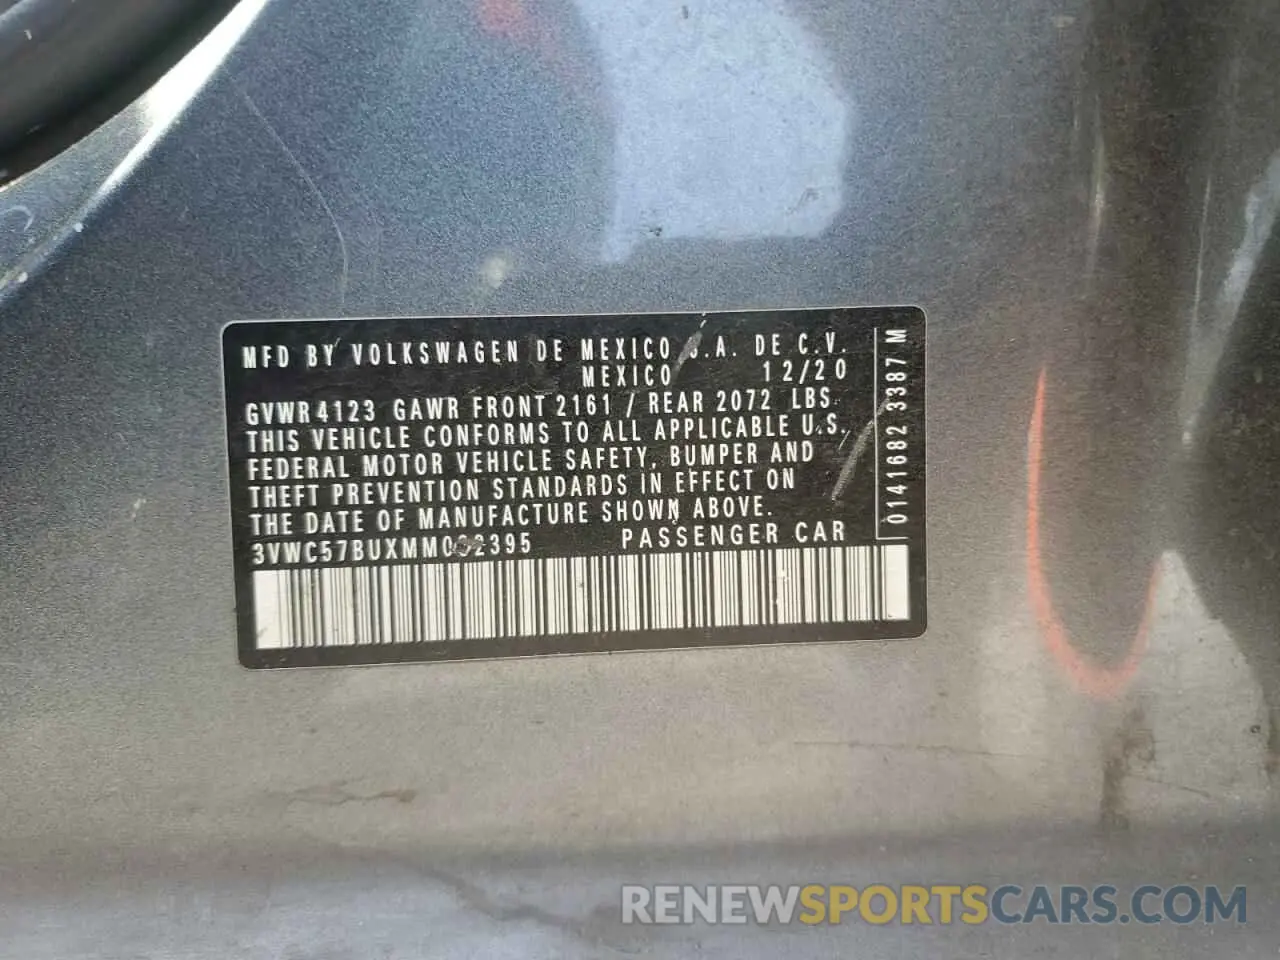 MFD BY VOLKSWAGEN DE MEXICO S.A. DE C.V.
MEXICO 12/20
GVWR 4123 GAWR FRONT 2161 / REAR 2072 LBS.
THIS VEHICLE CONFORMS TO ALL APPLICABLE U.S.
FEDERAL MOTOR VEHICLE SAFETY, BUMPER AND
THEFT PREVENTION STANDARDS IN EFFECT ON
THE DATE OF MANUFACTURE SHOWN ABOVE.
PASSENGER CAR
0141682 3387 M
RENEWSPORTSCARS.COM